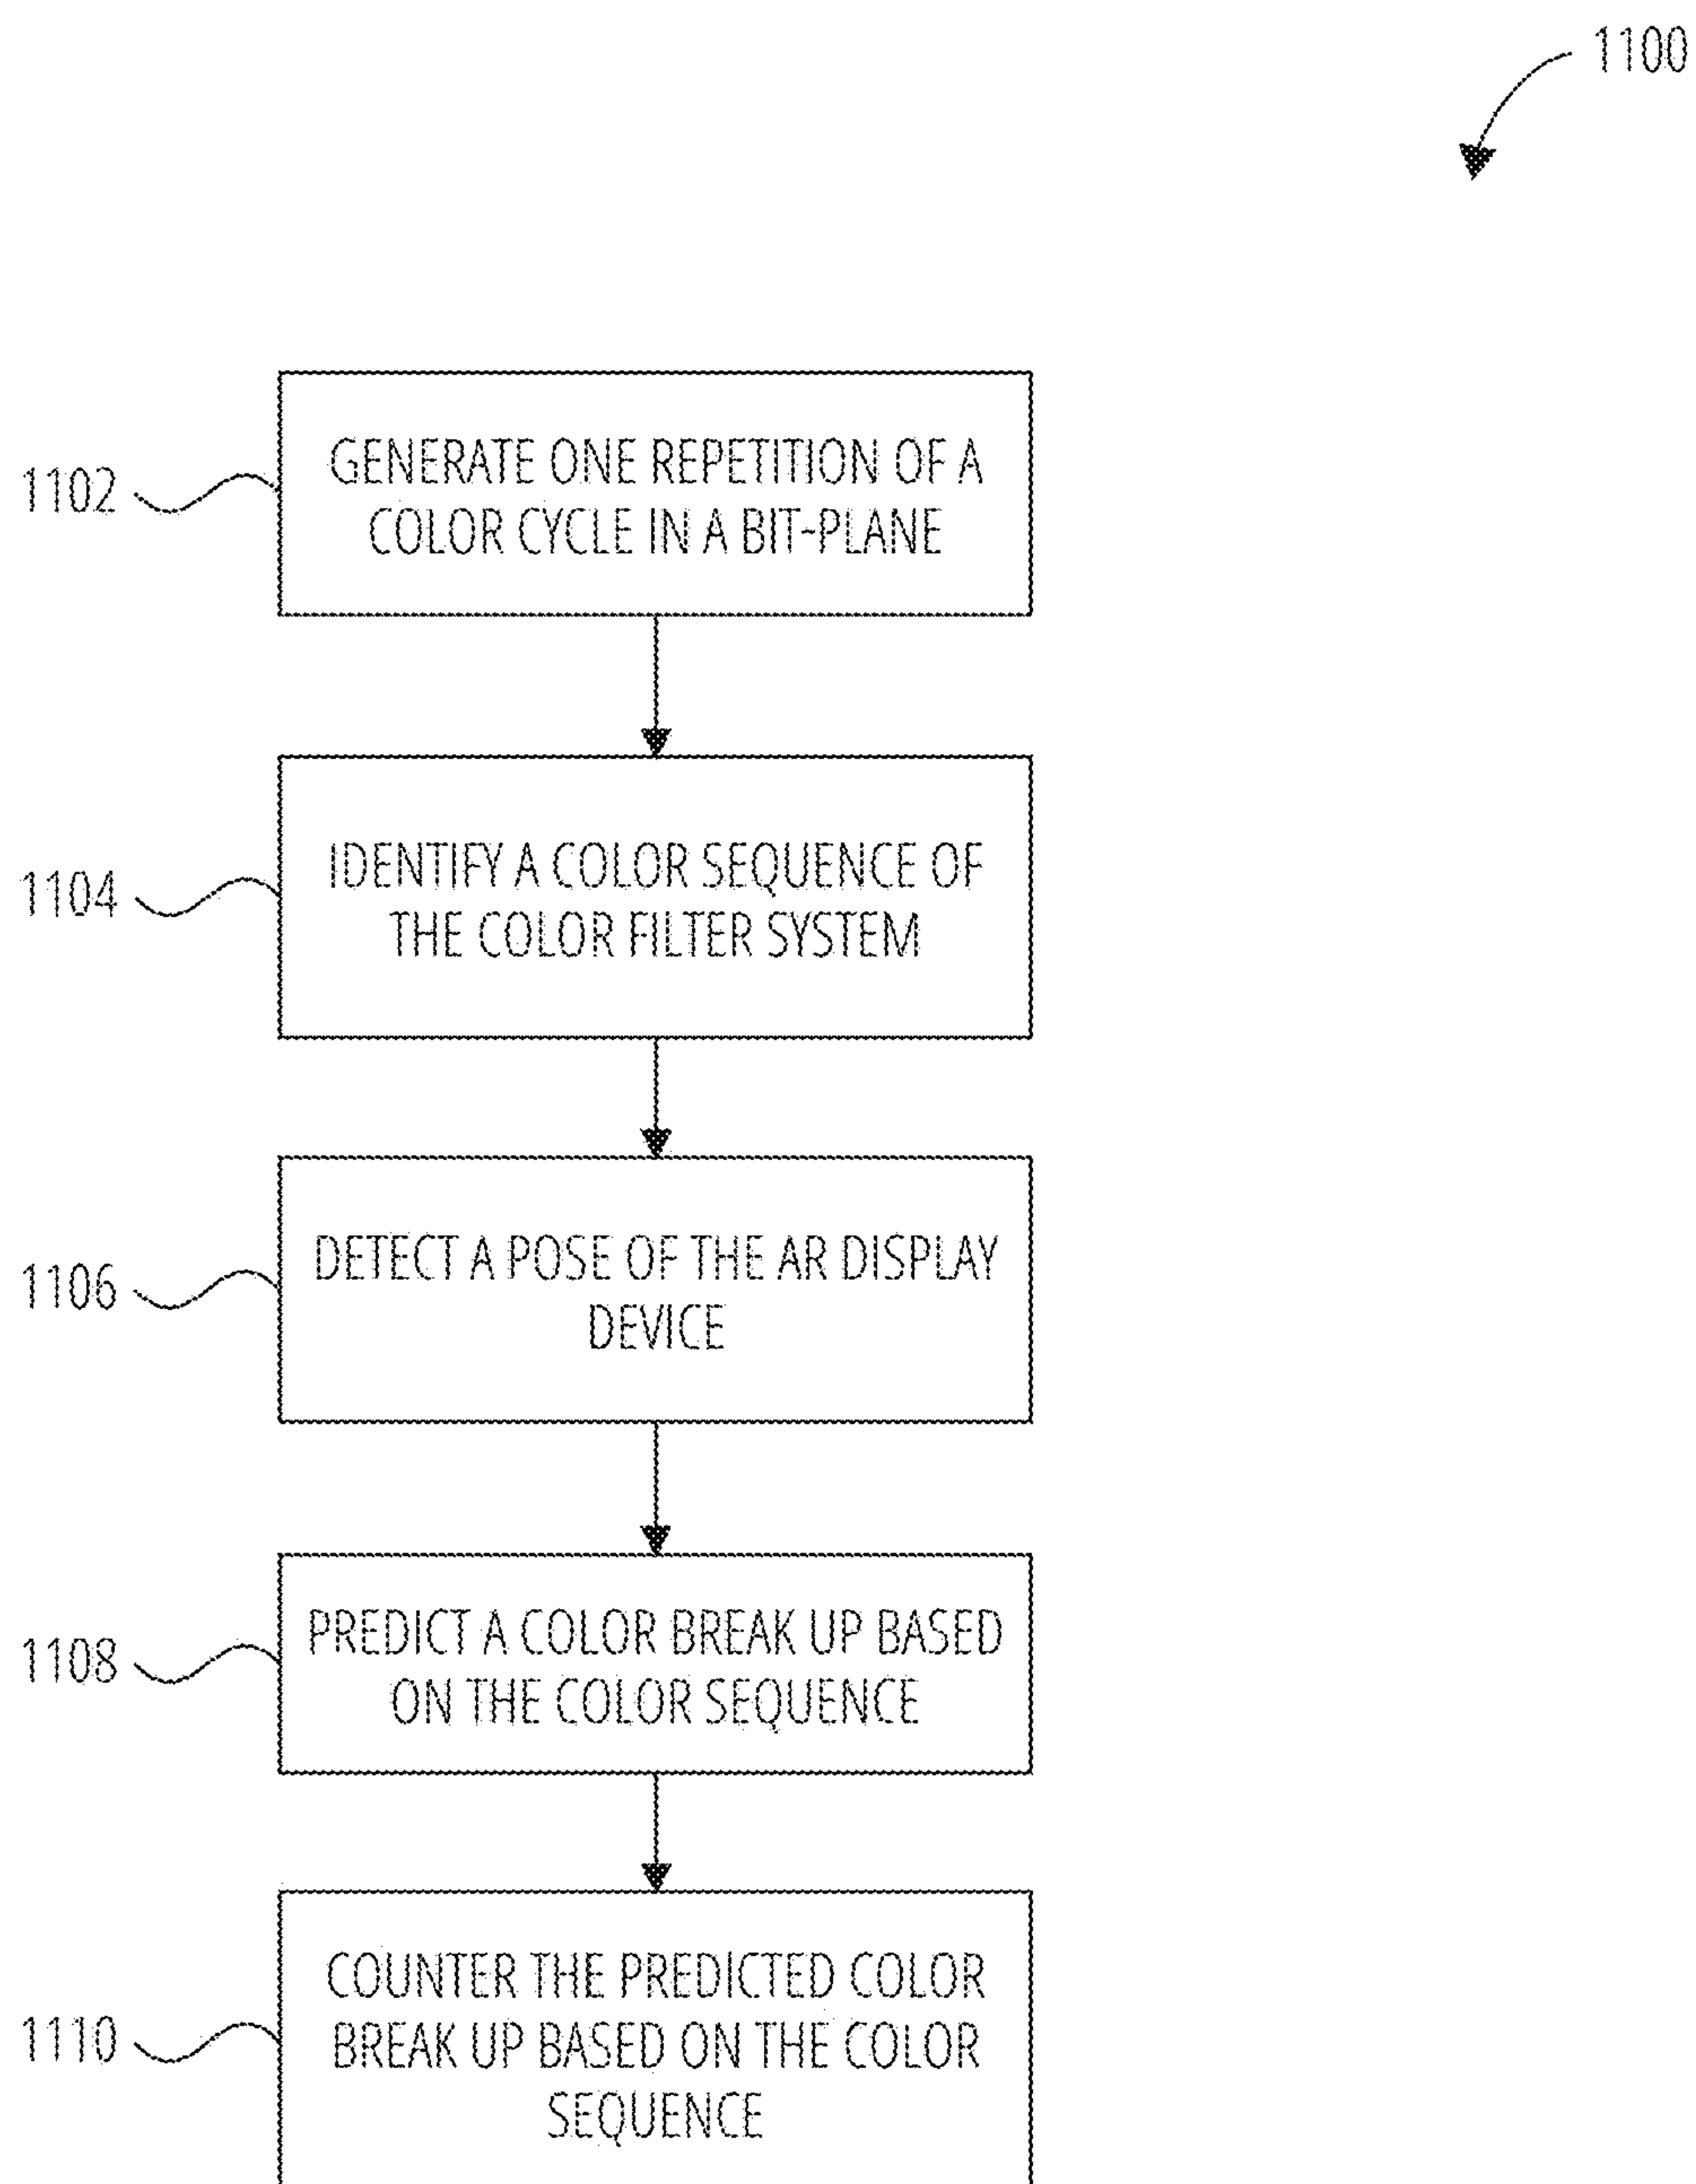 1100
1102
GENERATE ONE REPETITION OF A
COLOR CYCLE IN A BIT-PLANE
1104
IDENTIFY A COLOR SEQUENCE OF
THE COLOR FILTER SYSTEM
1106
DETECT A POSE OF THE AR DISPLAY
DEVICE
1108
PREDICT A COLOR BREAK UP BASED
ON THE COLOR SEQUENCE
1110
COUNTER THE PREDICTED COLOR
BREAK UP BASED ON THE COLOR
SEQUENCE